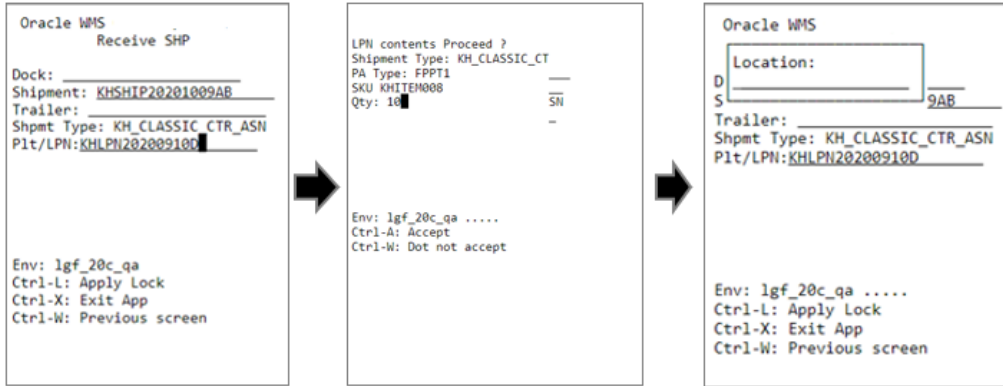 Oracle WMS
Receive SHP
Dock:
Shipment: KHSHIP20201009AB
Trailer:
Shpmt Type: KH_CLASSIC_CTR_ASN
Plt/LPN:KHLPN20200910D
Env: lgf_20c_qa
Ctrl-L: Apply Lock
Ctrl-X: Exit App
Ctrl-W: Previous screen
LPN contents Proceed ?
Shipment Type: KH_CLASSIC_CT
PA Type: FPPT1
SKU KHITEM008
Qty: 10 SN
Env: lgf_20c_qa .....
Ctrl-A: Accept
Ctrl-W: Dot not accept
Oracle WMS
Location:
D
S 9AB
Trailer:
Shpmt Type: KH_CLASSIC_CTR_ASN
Plt/LPN:KHLPN20200910D
Env: lgf_20c_qa .....
Ctrl-L: Apply Lock
Ctrl-X: Exit App
Ctrl-W: Previous screen